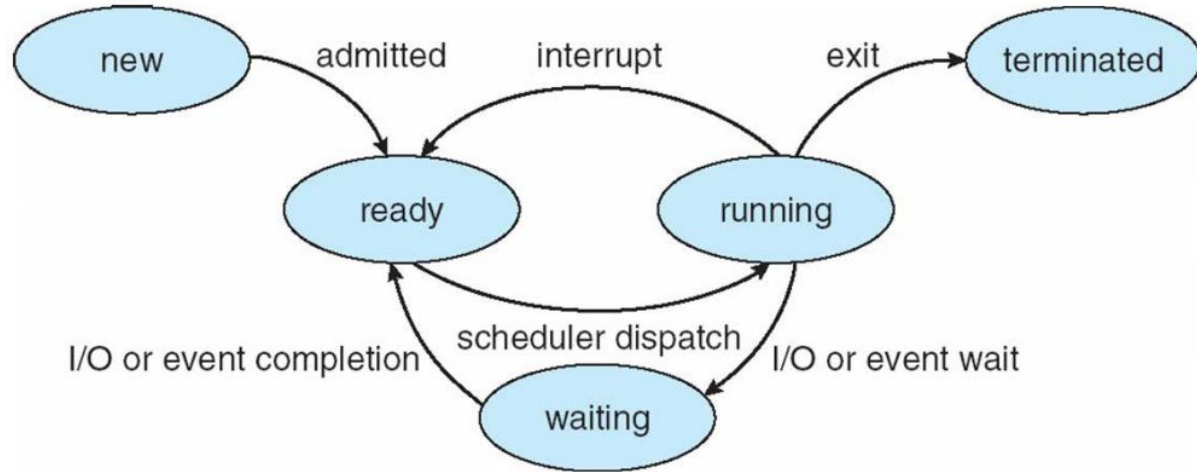 new
admitted
interrupt
exit
terminated
ready
running
I/O or event completion
scheduler dispatch
I/O or event wait
waiting